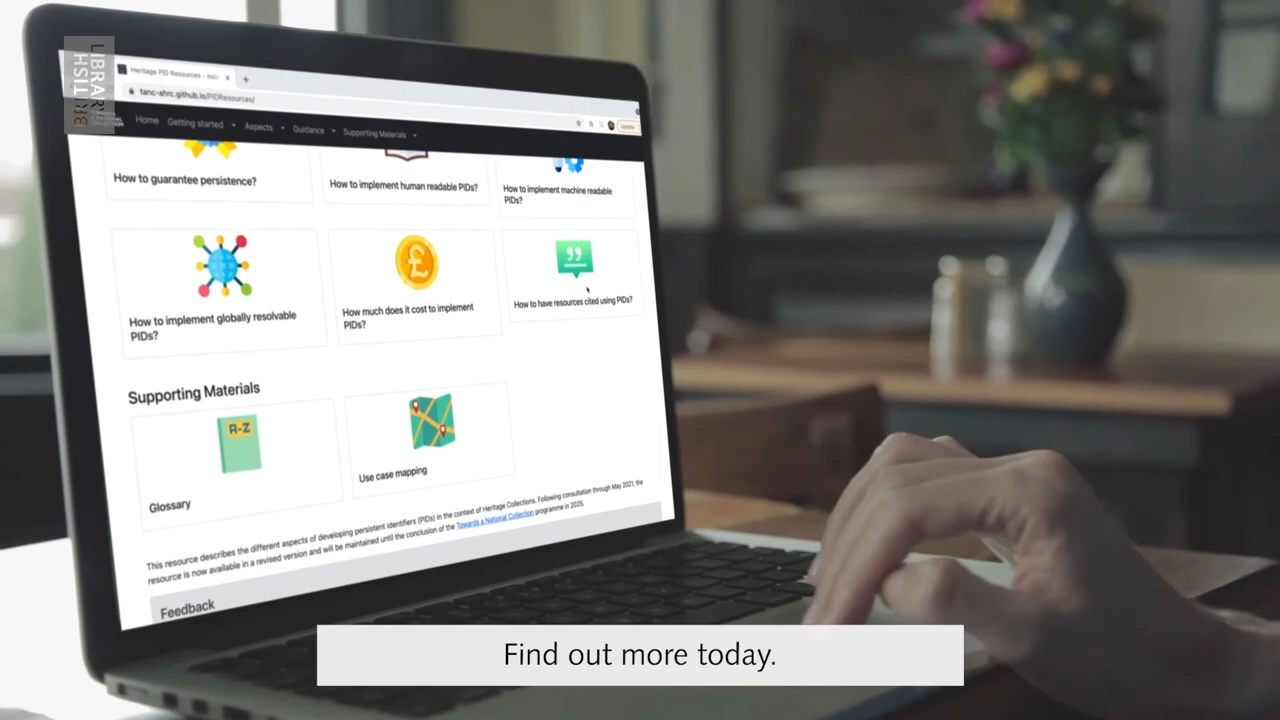 BRITISH
LIBRARY
Heritage PID Resources - Indep
tanc-ahrc.github.io/PIDResources/
Update
Home Getting started Aspects Guidance Supporting Materials
How to guarantee persistence?
How to implement human readable PIDs?
How to implement machine readable
PIDs?
How to implement globally resolvable
PIDs?
£
How much does it cost to implement
PIDs?
How to have resources cited using PIDs?
Supporting Materials
A-Z
Glossary
Use case mapping
This resource describes the different aspects of developing persistent identifiers (PIDs) in the context of Heritage Collections. Following consultation through May 2021, the
resource is now available in a revised version and will be maintained until the conclusion of the Towards a National Collection programme in 2025.
Feedback
Find out more today.